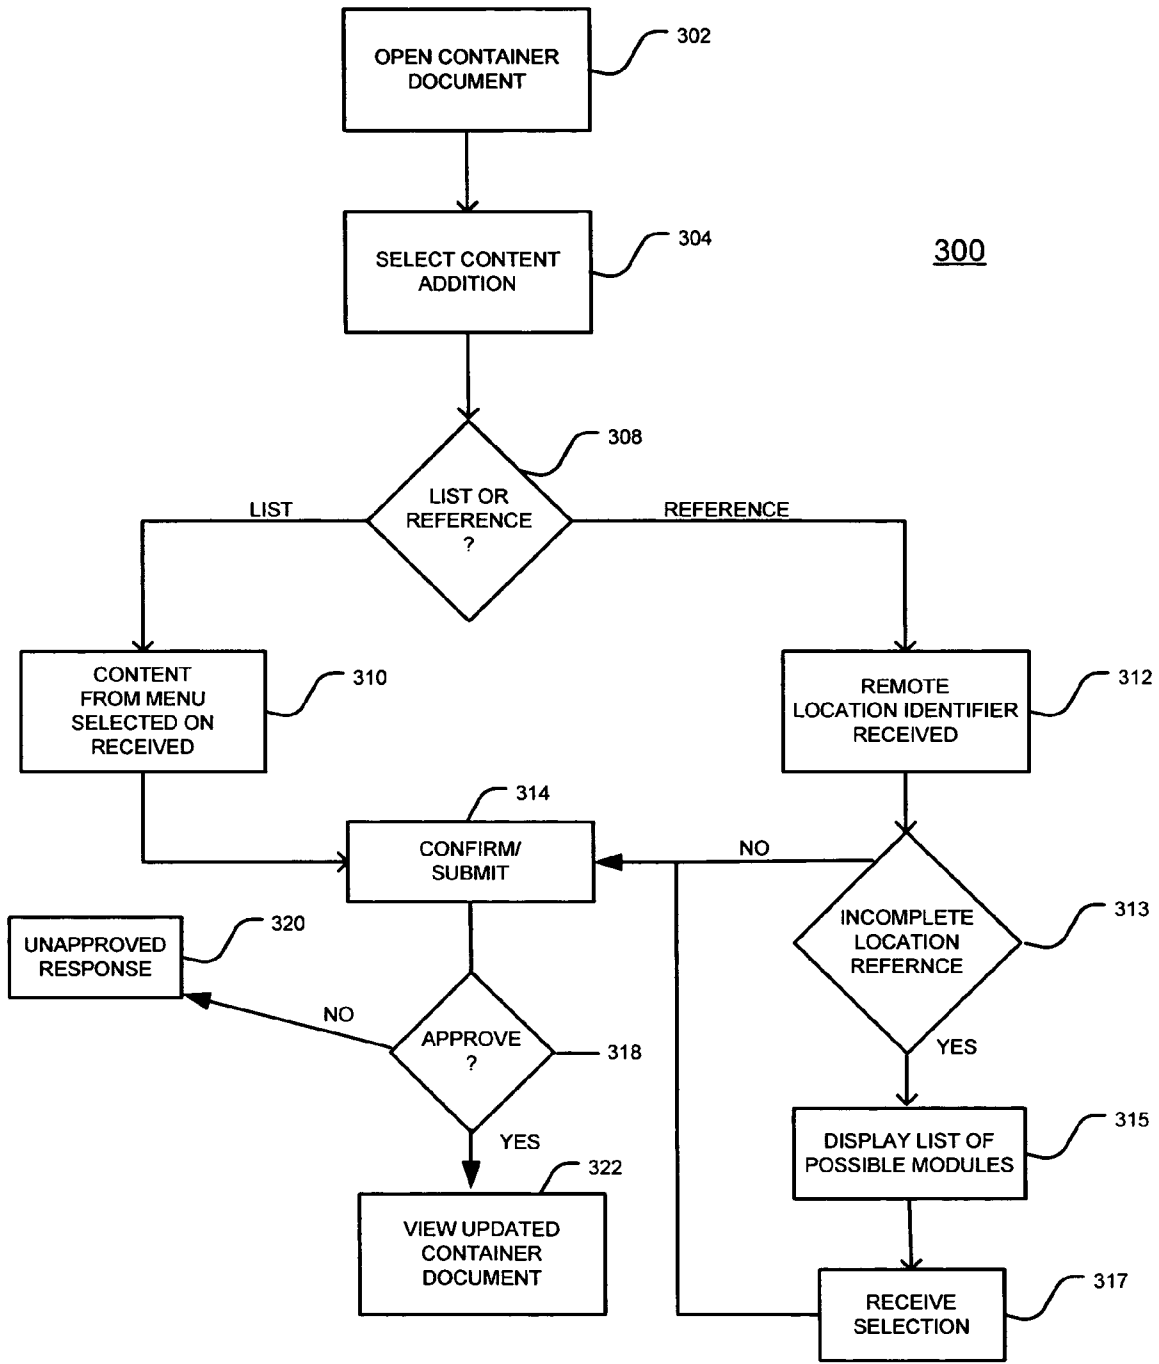 OPEN CONTAINER
DOCUMENT
302
SELECT CONTENT
ADDITION
304
300
LIST OR
REFERENCE
?
308
LIST
REFERENCE
CONTENT
FROM MENU
SELECTED ON
RECEIVED
310
REMOTE
LOCATION IDENTIFIER
RECEIVED
312
CONFIRM/
SUBMIT
314
NO
INCOMPLETE
LOCATION
REFERNCE
313
UNAPPROVED
RESPONSE
320
NO
APPROVE
?
318
YES
YES
DISPLAY LIST OF
POSSIBLE MODULES
315
VIEW UPDATED
CONTAINER
DOCUMENT
322
RECEIVE
SELECTION
317